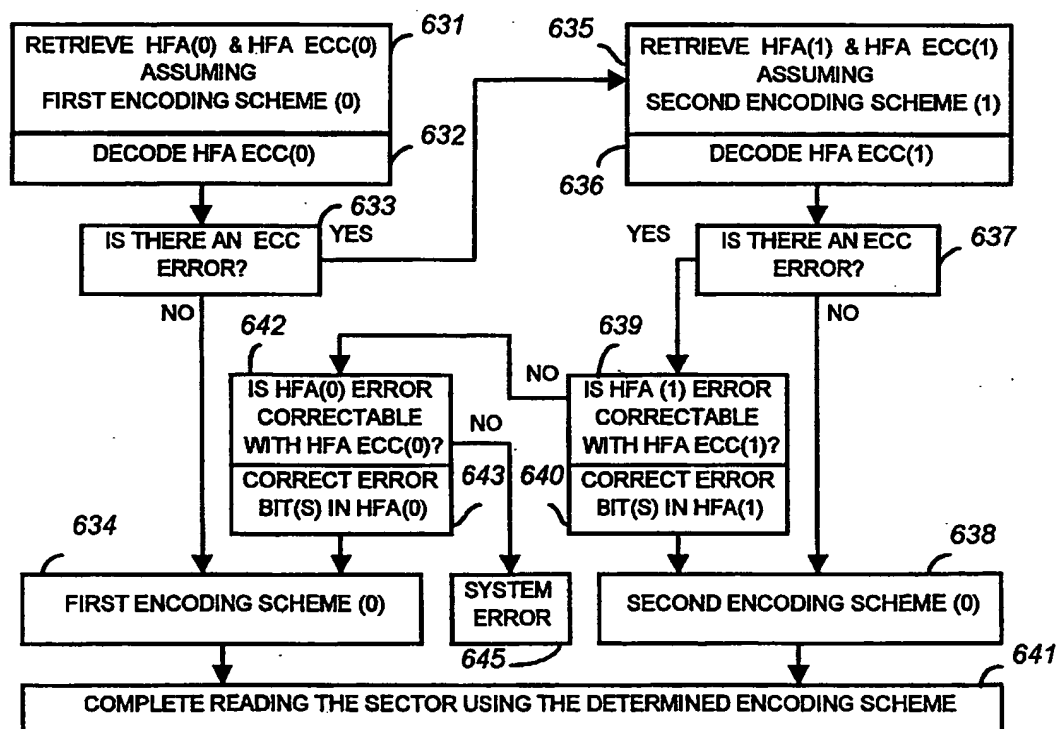 631
RETRIEVE HFA(0) & HFA ECC(0)
ASSUMING
FIRST ENCODING SCHEME (0)
632
DECODE HFA ECC(0)
635
RETRIEVE HFA(1) & HFA ECC(1)
ASSUMING
SECOND ENCODING SCHEME (1)
636
DECODE HFA ECC(1)
633
IS THERE AN ECC
ERROR?
YES
NO
YES
IS THERE AN ECC
ERROR?
637
NO
642
IS HFA(0) ERROR
CORRECTABLE
WITH HFA ECC(0)?
NO
CORRECT ERROR
BIT(S) IN HFA(0)
643
639
NO
IS HFA (1) ERROR
CORRECTABLE
WITH HFA ECC(1)?
640
CORRECT ERROR
BIT(S) IN HFA(1)
634
FIRST ENCODING SCHEME (0)
SYSTEM
ERROR
645
638
SECOND ENCODING SCHEME (0)
641
COMPLETE READING THE SECTOR USING THE DETERMINED ENCODING SCHEME